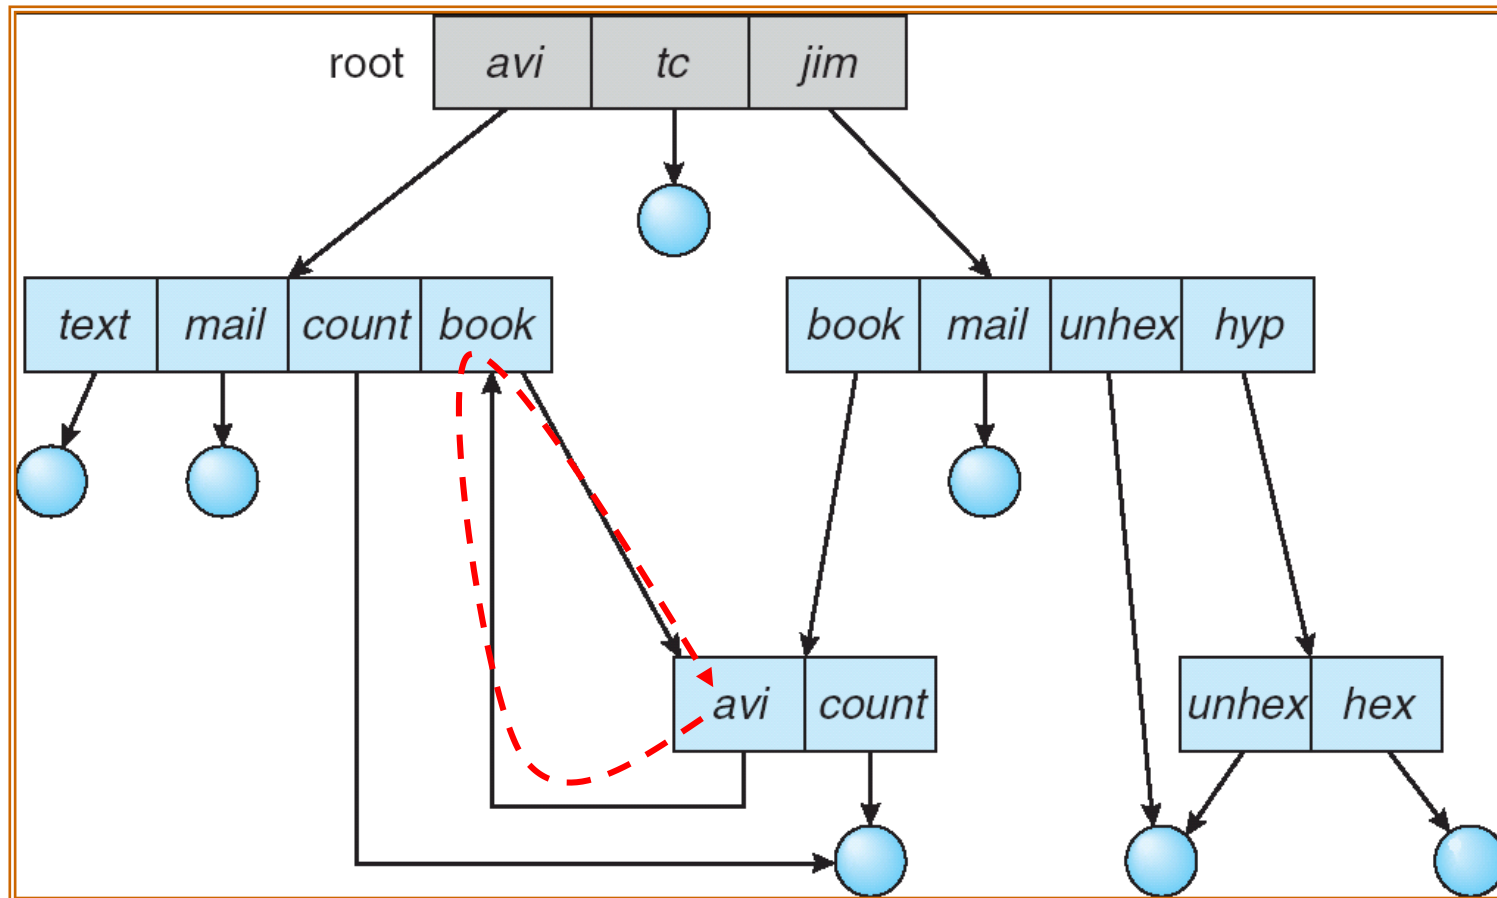 root avi tc jim
text mail count book book mail unhex hyp
avi count unhex hex